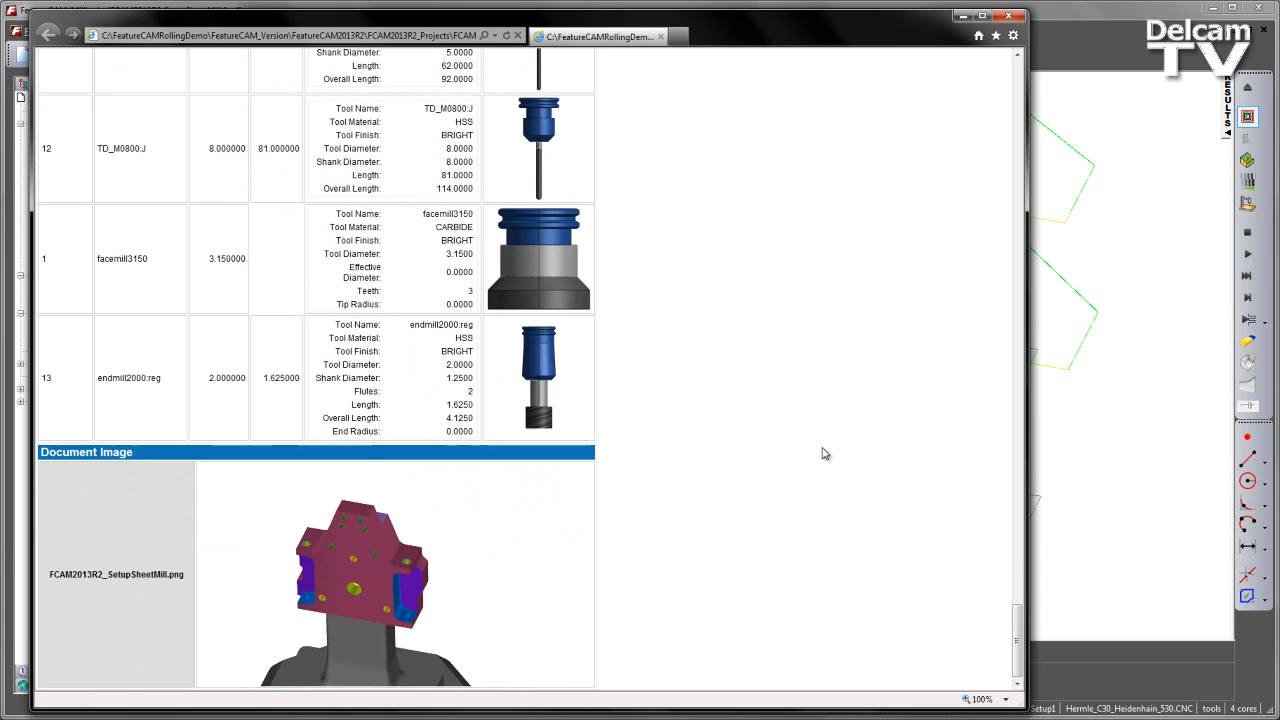 C:\FeatureCAMRollingDemo\FeatureCAM_Version\FeatureCAM2013R2\FCAM2013R2_Projects\FCAM
C:\FeatureCAMRollingDem...
Delcam
TV
RESULTS
Shank Diameter: 5.0000
Length: 62.0000
Overall Length: 92.0000
12 TD_M0800:J 8.000000 81.000000
Tool Name: TD_M0800:J
Tool Material: HSS
Tool Finish: BRIGHT
Tool Diameter: 8.0000
Shank Diameter: 8.0000
Length: 81.0000
Overall Length: 114.0000
1 facemill3150 3.150000
Tool Name: facemill3150
Tool Material: CARBIDE
Tool Finish: BRIGHT
Tool Diameter: 3.1500
Effective
Diameter: 0.0000
Teeth: 3
Tip Radius: 0.0000
13 endmill2000:reg 2.000000 1.625000
Tool Name: endmill2000:reg
Tool Material: HSS
Tool Finish: BRIGHT
Tool Diameter: 2.0000
Shank Diameter: 1.2500
Flutes: 2
Length: 1.6250
Overall Length: 4.1250
End Radius: 0.0000
Document Image
FCAM2013R2_SetupSheetMill.png
100%
Setup1 Hermle_C30_Heidenhain_530.CNC tools 4 cores